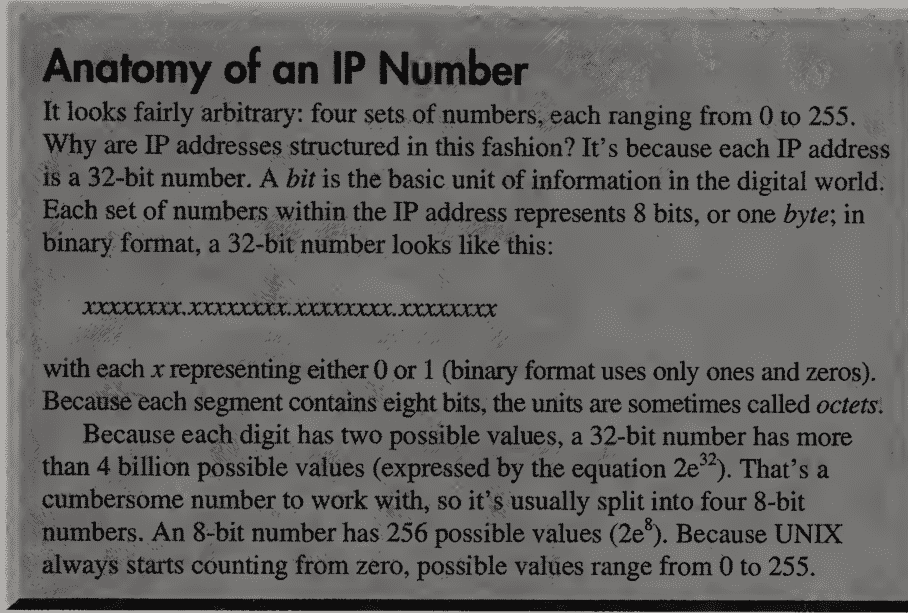 Anatomy of an IP Number
It looks fairly arbitrary: four sets of numbers, each ranging from 0 to 255.
Why are IP addresses structured in this fashion? It's because each IP address
is a 32-bit number. A bit is the basic unit of information in the digital world.
Each set of numbers within the IP address represents 8 bits, or one byte; in
binary format, a 32-bit number looks like this:
xxxxxxxx.xxxxxxxx.xxxxxxxx.xxxxxxxx
with each x representing either 0 or 1 (binary format uses only ones and zeros).
Because each segment contains eight bits, the units are sometimes called octets.
Because each digit has two possible values, a 32-bit number has more
than 4 billion possible values (expressed by the equation 2e³²). That's a
cumbersome number to work with, so it's usually split into four 8-bit
numbers. An 8-bit number has 256 possible values (2e⁸). Because UNIX
always starts counting from zero, possible values range from 0 to 255.